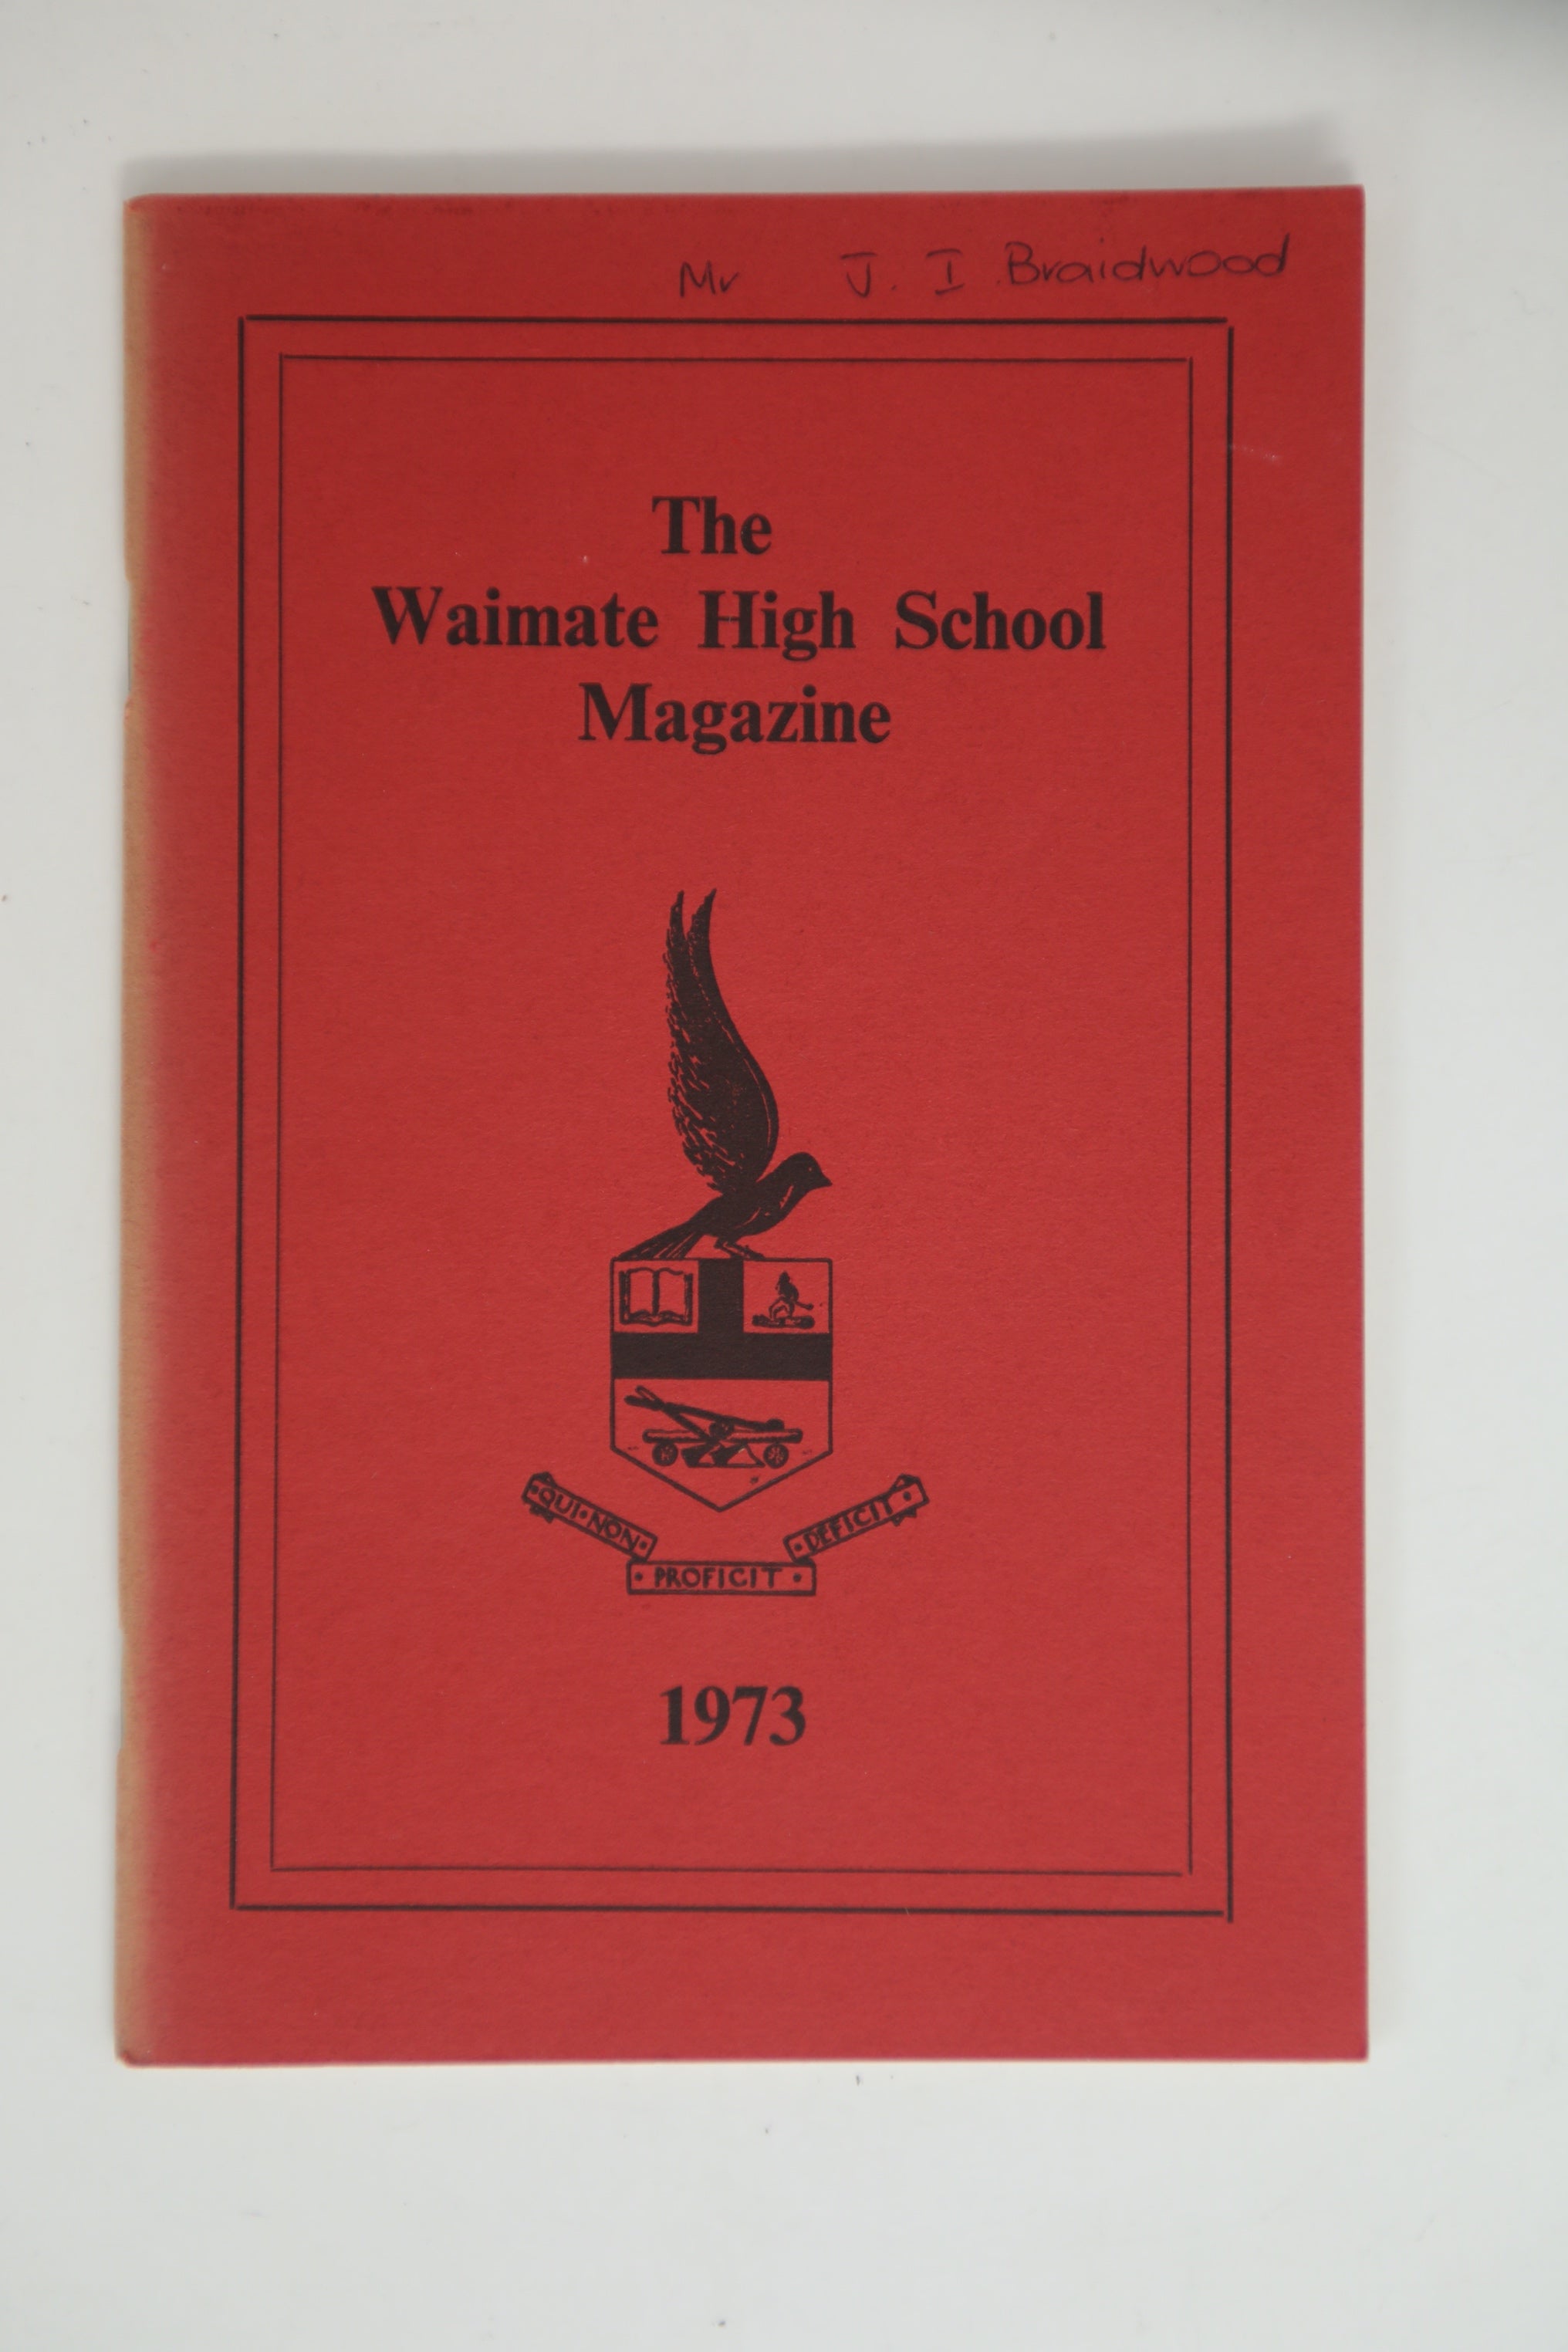 Mr J. I. Braidwood
The
Waimate High School
Magazine
QUI • NON
PROFICIT
DEFICIT
1973